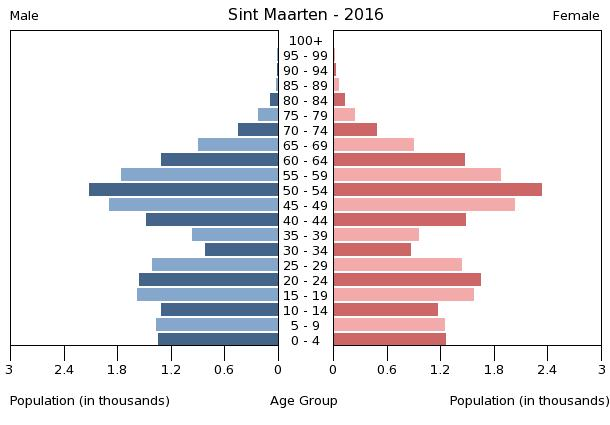 Male Sint Maarten - 2016 Female
100+
95 - 99
90 - 94
85 - 89
80 - 84
75 - 79
70 - 74
65 - 69
60 - 64
55 - 59
50 - 54
45 - 49
40 - 44
35 - 39
30 - 34
25 - 29
20 - 24
15 - 19
10 - 14
5 - 9
0 - 4
3 2.4 1.8 1.2 0.6 0 0 0.6 1.2 1.8 2.4 3
Population (in thousands) Age Group Population (in thousands)